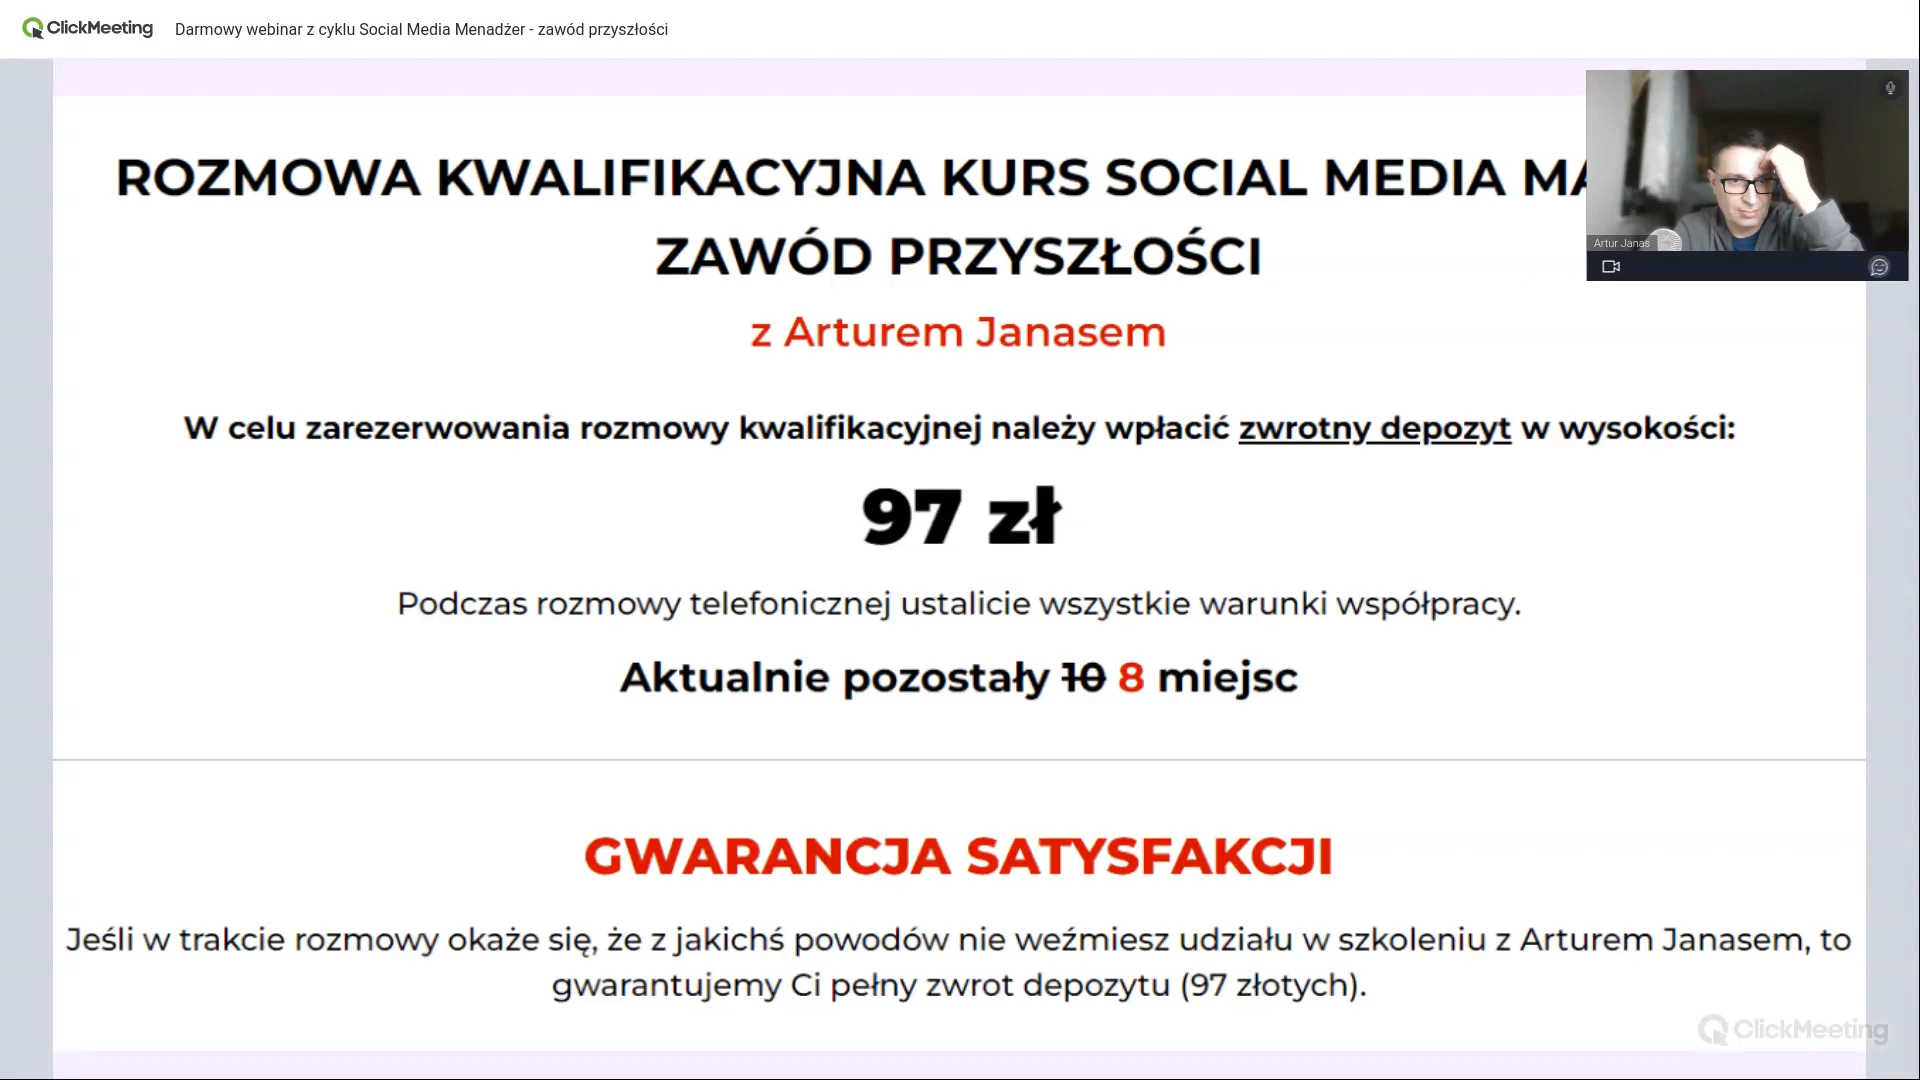 ClickMeeting Darmowy webinar z cyklu Social Media Menadżer - zawód przyszłości
ROZMOWA KWALIFIKACYJNA KURS SOCIAL MEDIA MA
ZAWÓD PRZYSZŁOŚCI
z Arturem Janasem
Artur Janas
W celu zarezerwowania rozmowy kwalifikacyjnej należy wpłacić zwrotny depozyt w wysokości:
97 zł
Podczas rozmowy telefonicznej ustalicie wszystkie warunki współpracy.
Aktualnie pozostały 10 8 miejsc
GWARANCJA SATYSFAKCJI
Jeśli w trakcie rozmowy okaże się, że z jakichś powodów nie weźmiesz udziału w szkoleniu z Arturem Janasem, to
gwarantujemy Ci pełny zwrot depozytu (97 złotych).
ClickMeeting